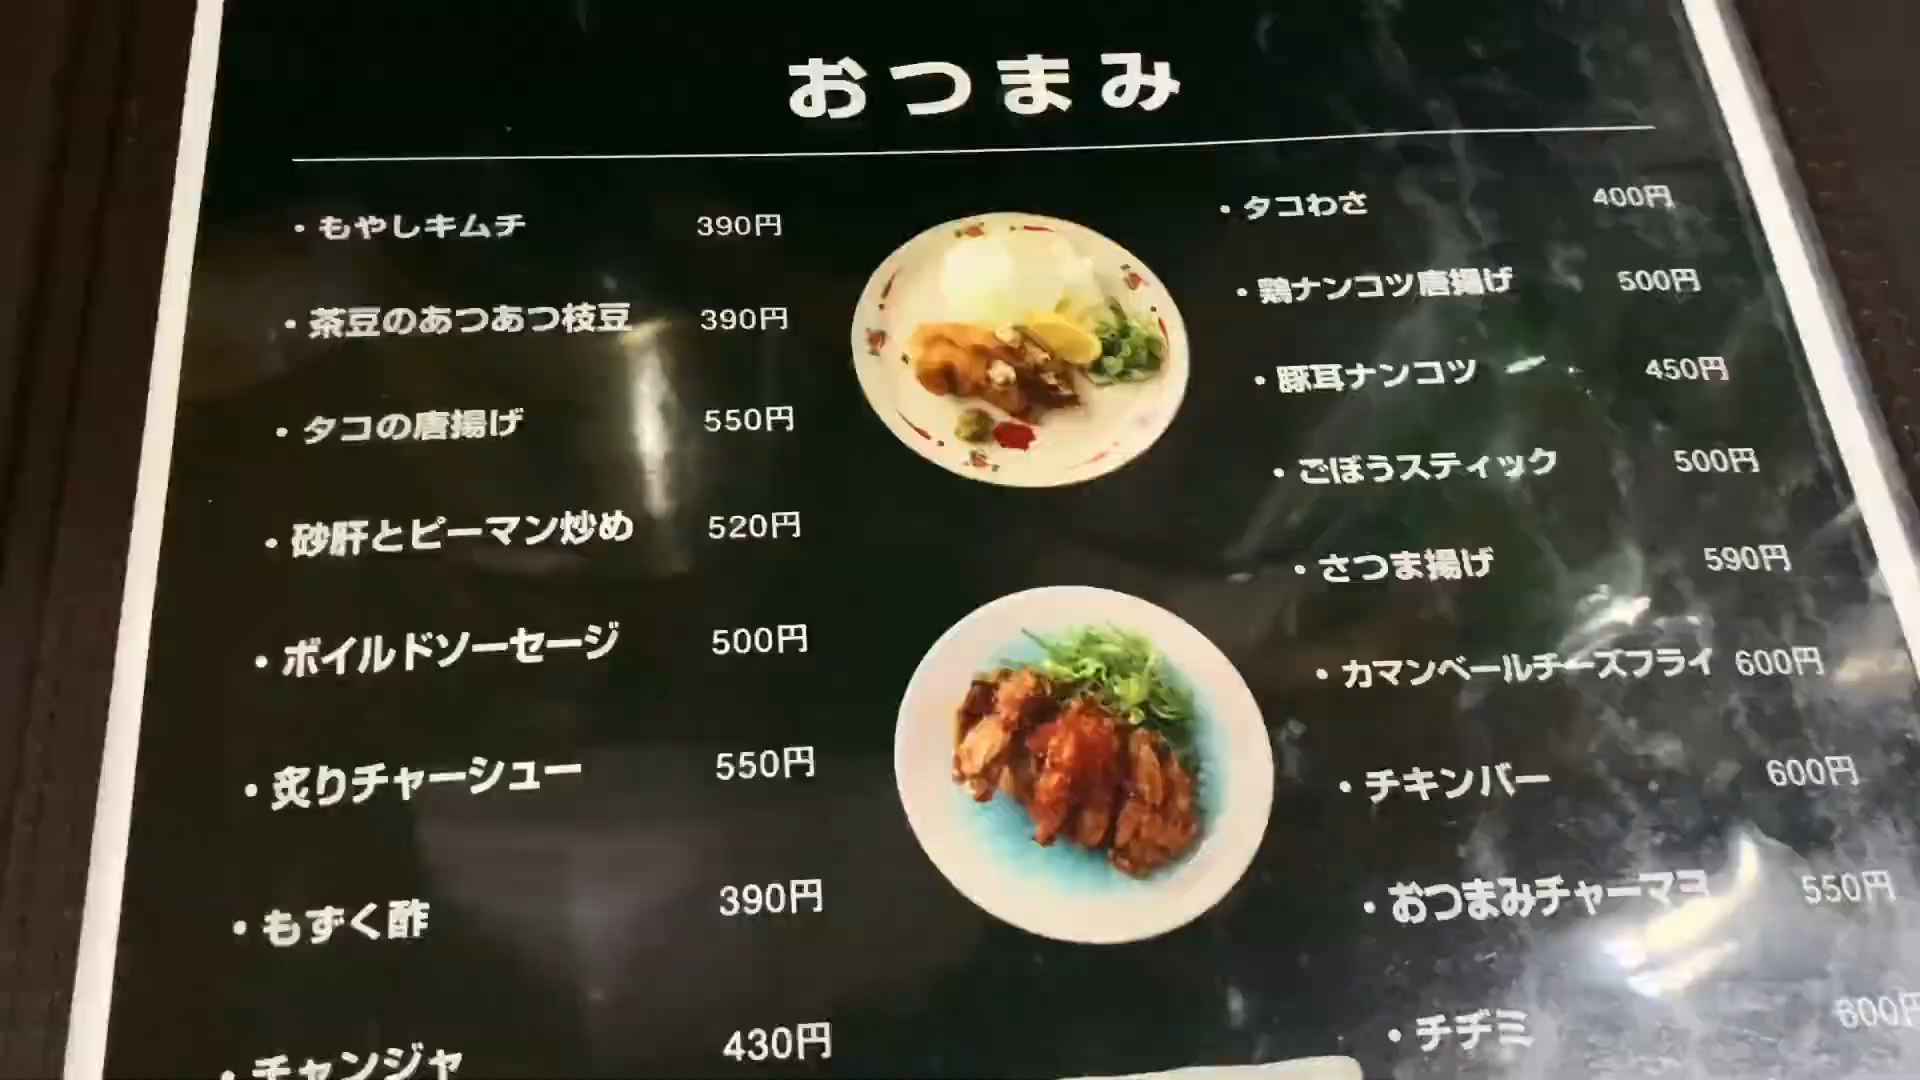 おつまみ
・もやしキムチ 390円
・茶豆のあつあつ枝豆 390円
・タコの唐揚げ 550円
・砂肝とピーマン炒め 520円
・ボイルドソーセージ 500円
・炙りチャーシュー 550円
・もずく酢 390円
・チャンジャ 430円
・タコわさ 400円
・鶏ナンコツ唐揚げ 500円
・豚耳ナンコツ 450円
・ごぼうスティック 500円
・さつま揚げ 590円
・カマンベールチーズフライ 600円
・チキンバー 600円
・おつまみチャーマヨ 550円
・チヂミ 600円